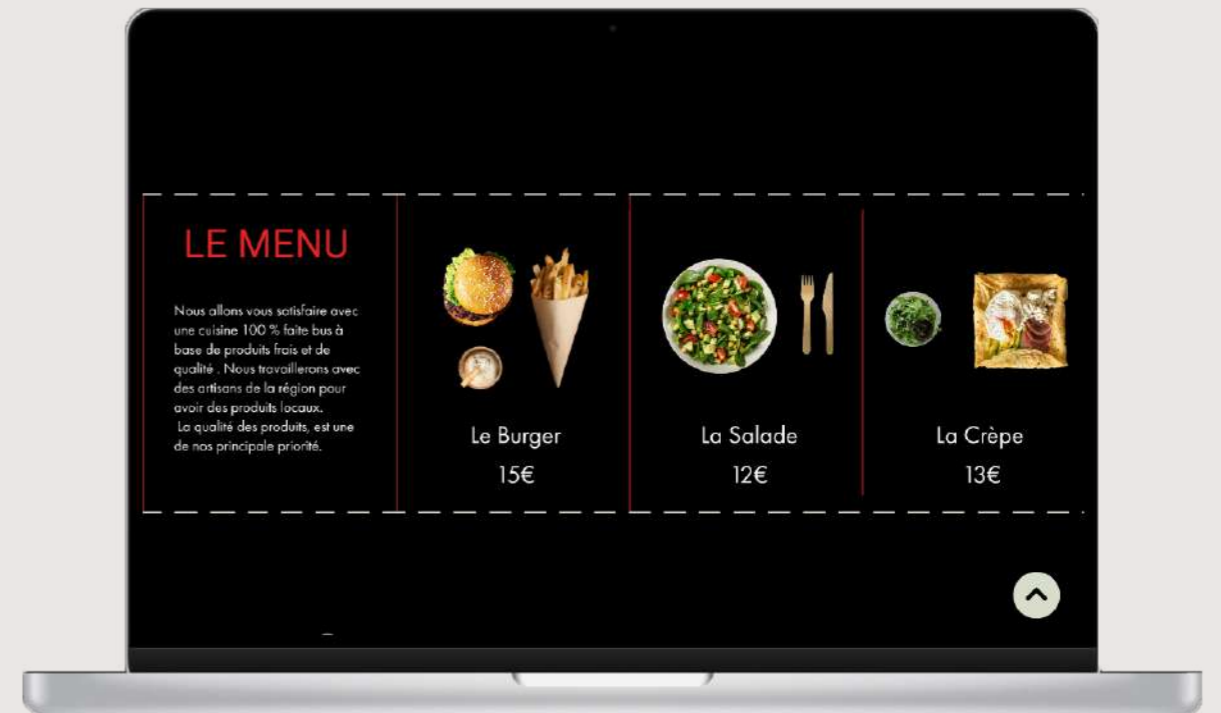 LE MENU
Nous allons vous satisfaire avec
une cuisine 100 % faite bus à
base de produits frais et de
qualité . Nous travaillerons avec
des artisans de la région pour
avoir des produits locaux.
La qualité des produits, est une
de nos principale priorité.
Le Burger
15€
La Salade
12€
La Crèpe
13€